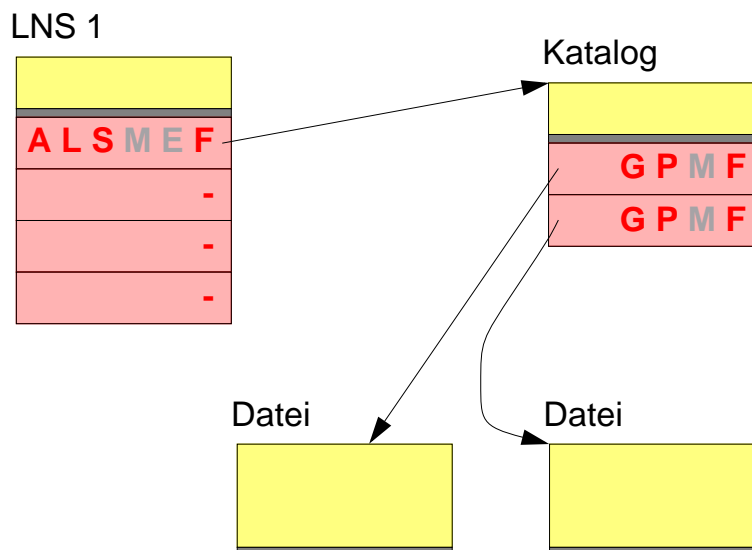 LNS 1
Katalog
A L S M E F
-
-
-
G P M F
G P M F
Datei
Datei